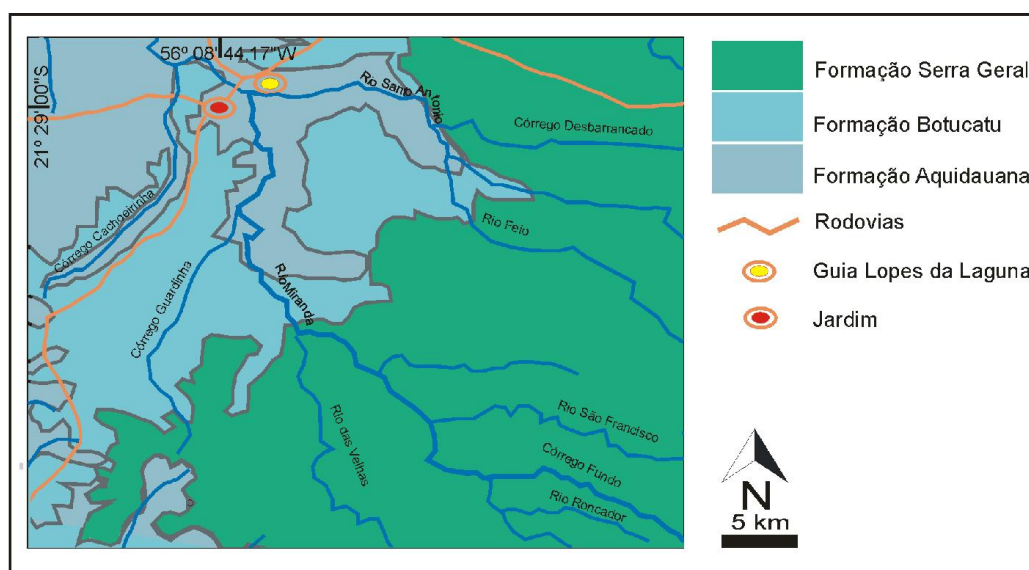 56º 08' 44,17"W
21º 29' 00"S
Rio Santo Antonio
Córrego Desbarrancado
Córrego Cachoeirinha
Rio Feio
Córrego Guardinha
Rio Miranda
Rio das Velhas
Rio São Francisco
Córrego Fundo
Rio Roncador
Formação Serra Geral
Formação Botucatu
Formação Aquidauana
Rodovias
Guia Lopes da Laguna
Jardim
N
5 km